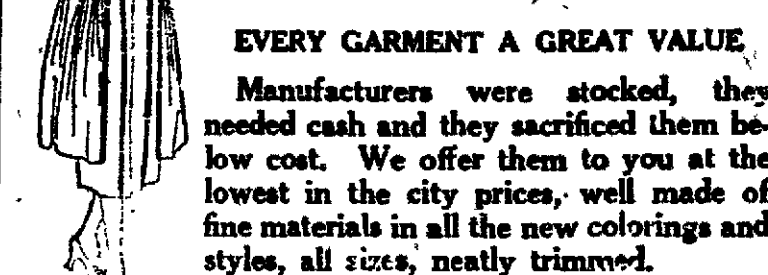 EVERY GARMENT A GREAT VALUE
Manufacturers were stocked, they
needed cash and they sacrificed them be-
low cost. We offer them to you at the
lowest in the city prices, well made of
fine materials in all the new colorings and
styles, all sizes, neatly trimmed.